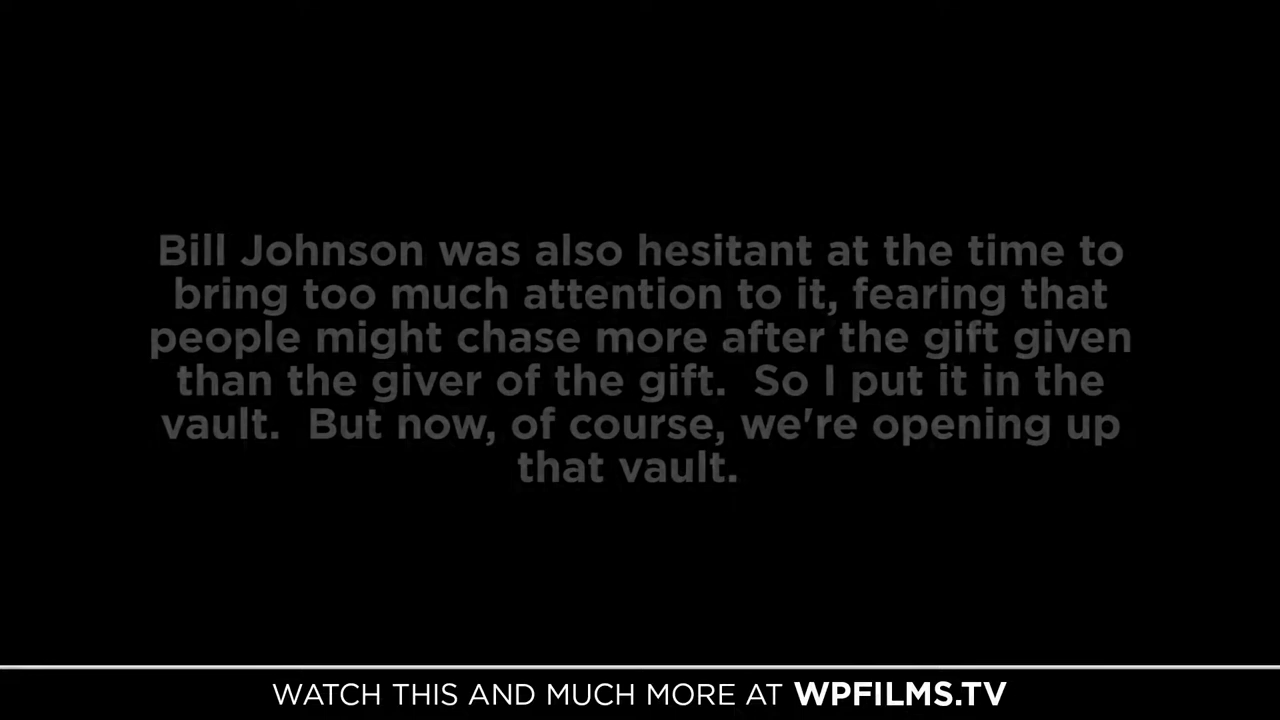 Bill Johnson was also hesitant at the time to
bring too much attention to it, fearing that
people might chase more after the gift given
than the giver of the gift.  So I put it in the
vault.  But now, of course, we're opening up
that vault.
WATCH THIS AND MUCH MORE AT WPFILMS.TV